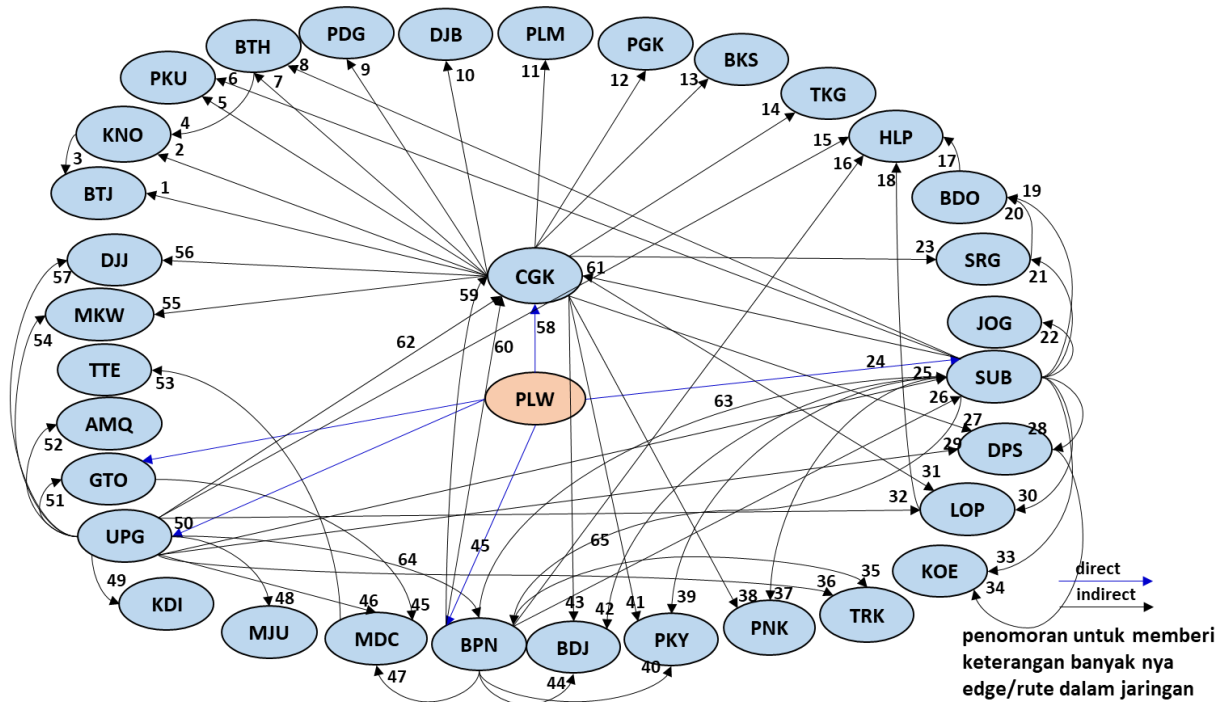 PDG
DJB
PLM
BTH
PGK
BKS
8
9
10
11
12
13
PKU
6
7
5
TKG
14
KNO
4
2
3
HLP
15
16
17
18
BTJ
1
BDO
19
20
DJJ
56
57
CGK
61
59
23
SRG
21
MKW
55
54
58
62
60
JOG
22
TTE
53
24
25
SUB
PLW
63
26
AMQ
52
27
28
29
DPS
GTO
51
31
32
30
LOP
50
UPG
45
65
64
33
KOE
34
direct
indirect
49
KDI
48
46
45
43
42
41
39
38
37
36
35
TRK
MJU
MDC
BPN
BDJ
PKY
PNK
40
47
44
penomoran untuk memberi
keterangan banyak nya
edge/rute dalam jaringan